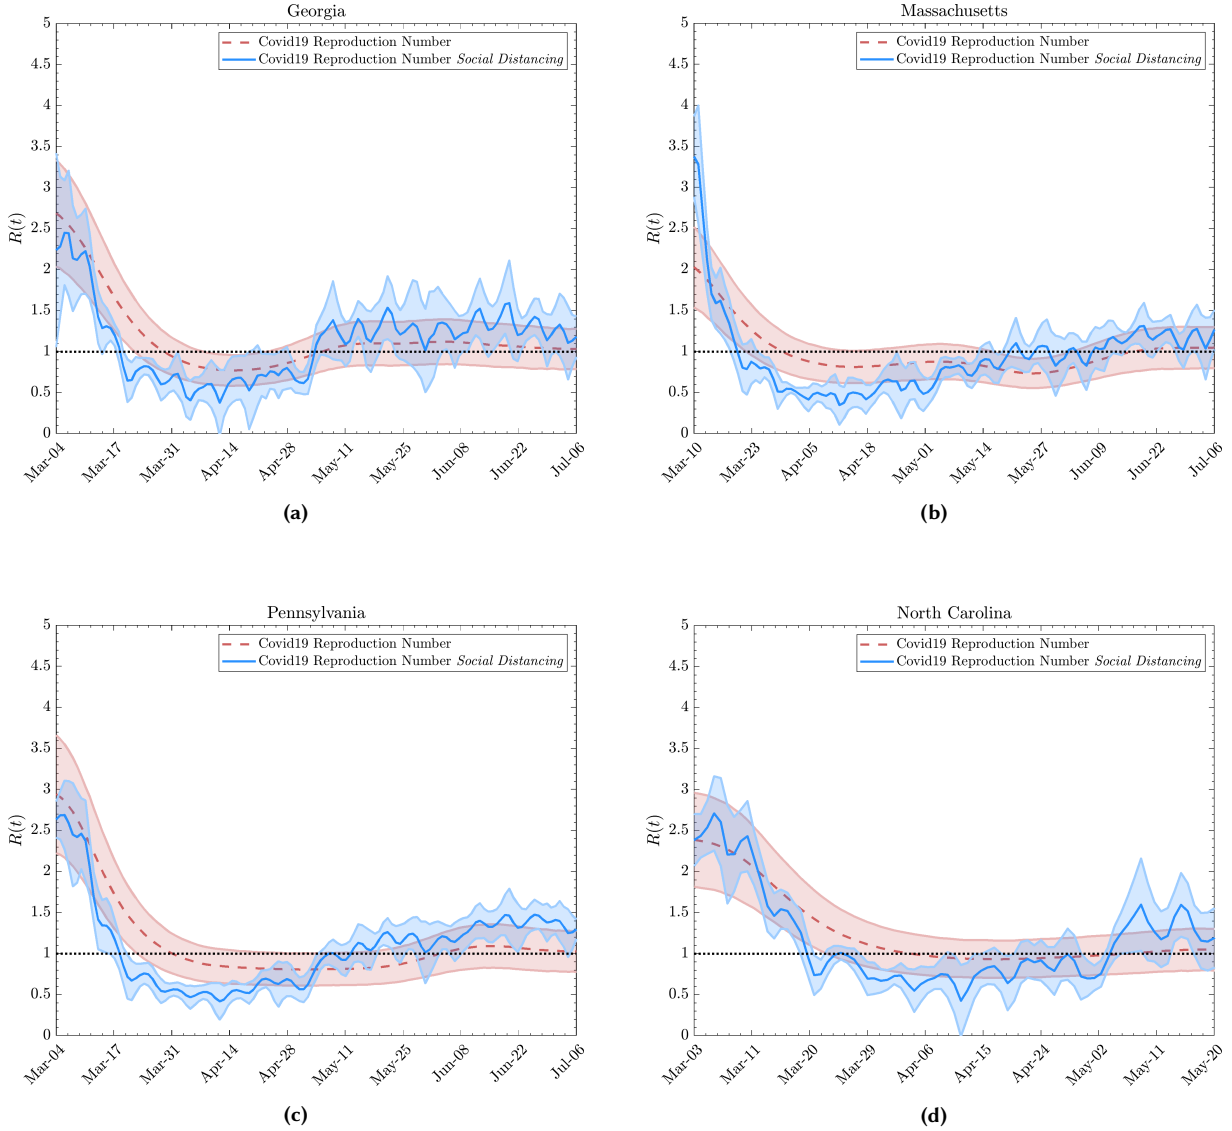 Georgia
5
4.5
4
3.5
3
2.5
2
1.5
1
0.5
0
R(t)
Covid19 Reproduction Number
Covid19 Reproduction Number Social Distancing
Mar-04
Mar-17
Mar-31
Apr-14
Apr-28
May-11
May-25
Jun-08
Jun-22
Jul-06
(a)
Massachusetts
5
4.5
4
3.5
3
2.5
2
1.5
1
0.5
0
R(t)
Covid19 Reproduction Number
Covid19 Reproduction Number Social Distancing
Mar-10
Mar-23
Apr-05
Apr-18
May-01
May-14
May-27
Jun-09
Jun-22
Jul-06
(b)
Pennsylvania
5
4.5
4
3.5
3
2.5
2
1.5
1
0.5
0
R(t)
Covid19 Reproduction Number
Covid19 Reproduction Number Social Distancing
Mar-04
Mar-17
Mar-31
Apr-14
Apr-28
May-11
May-25
Jun-08
Jun-22
Jul-06
(c)
North Carolina
5
4.5
4
3.5
3
2.5
2
1.5
1
0.5
0
R(t)
Covid19 Reproduction Number
Covid19 Reproduction Number Social Distancing
Mar-03
Mar-11
Mar-20
Mar-29
Apr-06
Apr-15
Apr-24
May-02
May-11
May-20
(d)